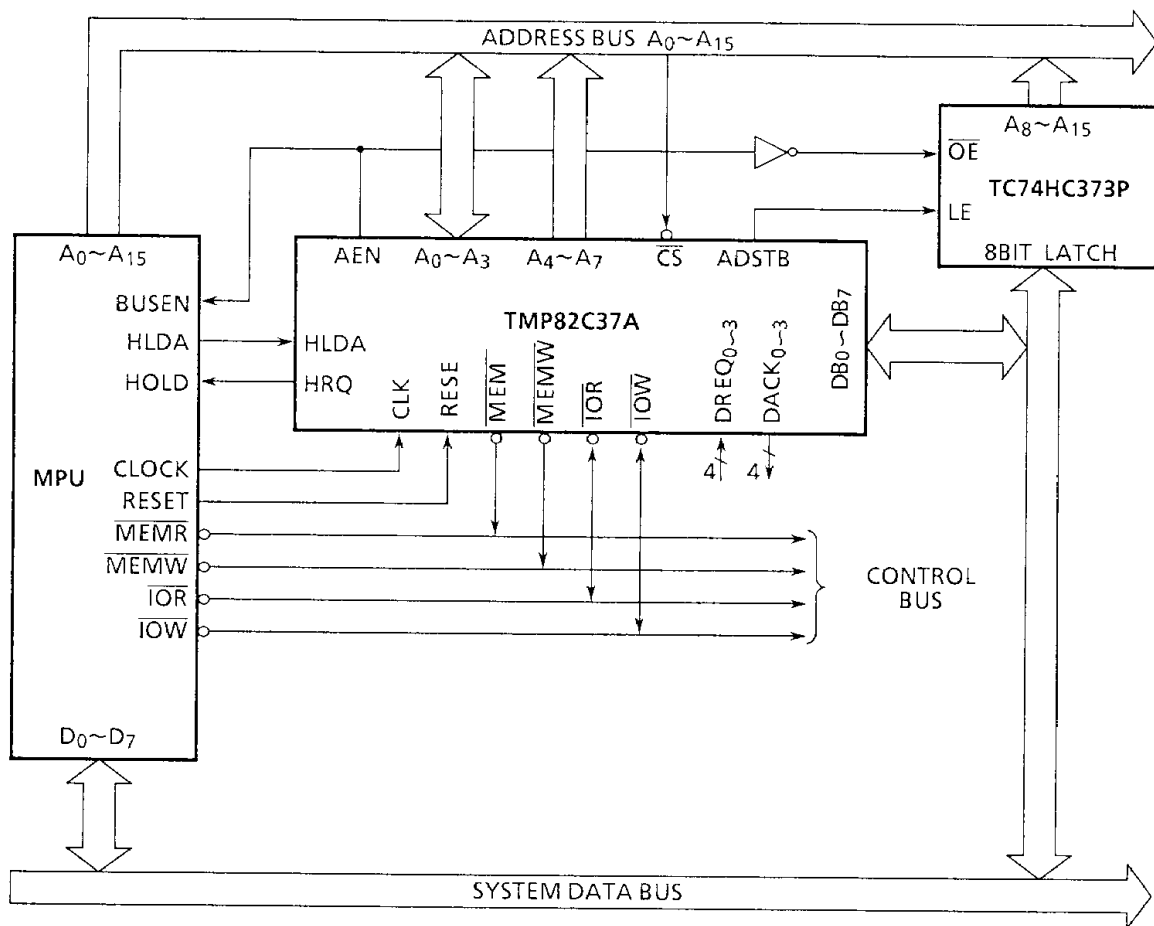 ADDRESS BUS A0~A15
A8~A15
OE
TC74HC373P
LE
8BIT LATCH
A0~A15
BUSEN
HLDA
HOLD
CLOCK
MPU
RESET
MEMR
MEMW
IOR
IOW
D0~D7
AEN
A0~A3
A4~A7
CS
ADSTB
TMP82C37A
HLDA
HRQ
CLK
RESE
MEM
MEMW
IOR
IOW
DREQ0~3
DACK0~3
DB0~DB7
4
4
CONTROL
BUS
SYSTEM DATA BUS